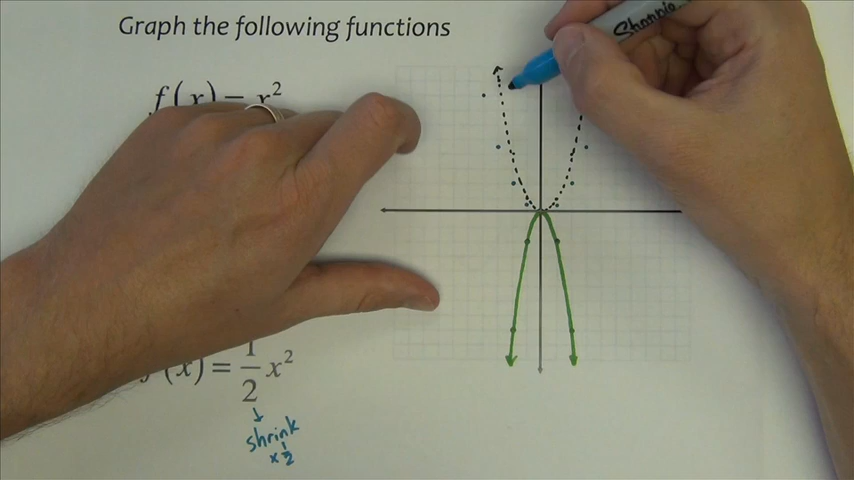 Graph the following functions
Sharpie
f(x) = x²
(x) = 1/2 x²
shrink
x 1/2